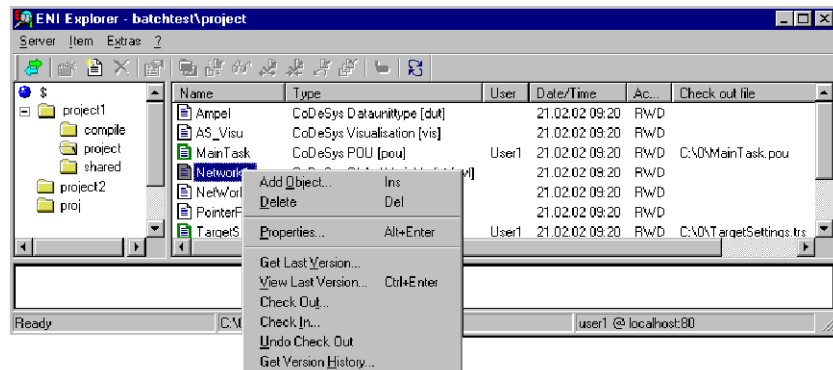 ENI Explorer - batchtest\project
Server Item Extras ?
$
project1
compile
project
shared
project2
proj
Name Type User Date/Time Ac... Check out file
Ampel CoDeSys Dataunittype [dut] 21.02.02 09:20 RWD
AS_Visu CoDeSys Visualisation [vis] 21.02.02 09:20 RWD
MainTask CoDeSys POU [pou] User1 21.02.02 09:20 RWD C:\0\MainTask.pou
Network 21.02.02 09:20 RWD
NetWor 21.02.02 09:20 RWD
PointerF 21.02.02 09:20 RWD
TargetS User1 21.02.02 09:20 RWD C:\0\TargetSettings.trs
Add Object... Ins
Delete Del
Properties... Alt+Enter
Get Last Version...
View Last Version... Ctrl+Enter
Check Out...
Check In...
Undo Check Out
Get Version History...
Ready user1 @ localhost:80